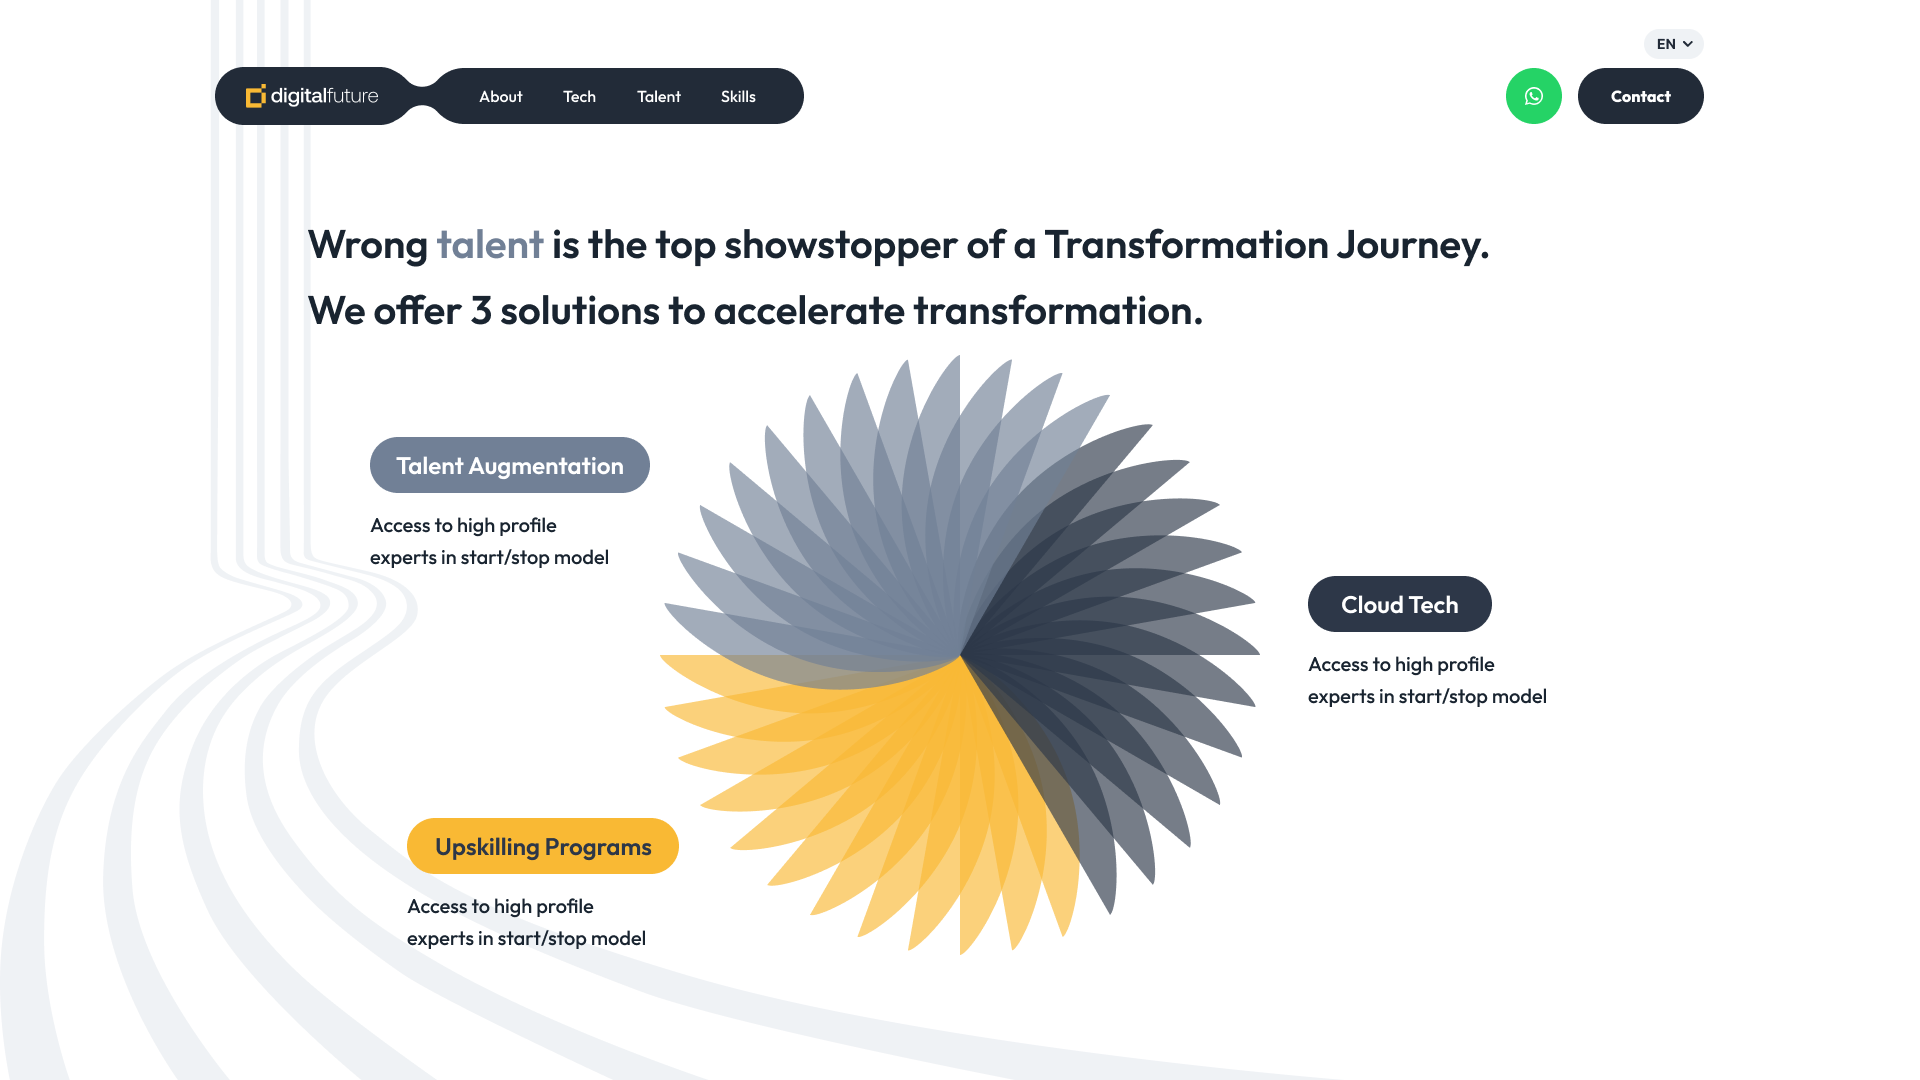 EN
digitalfuture
About
Tech
Talent
Skills
Contact
Wrong talent is the top showstopper of a Transformation Journey.
We offer 3 solutions to accelerate transformation.
Talent Augmentation
Access to high profile
experts in start/stop model
Cloud Tech
Access to high profile
experts in start/stop model
Upskilling Programs
Access to high profile
experts in start/stop model